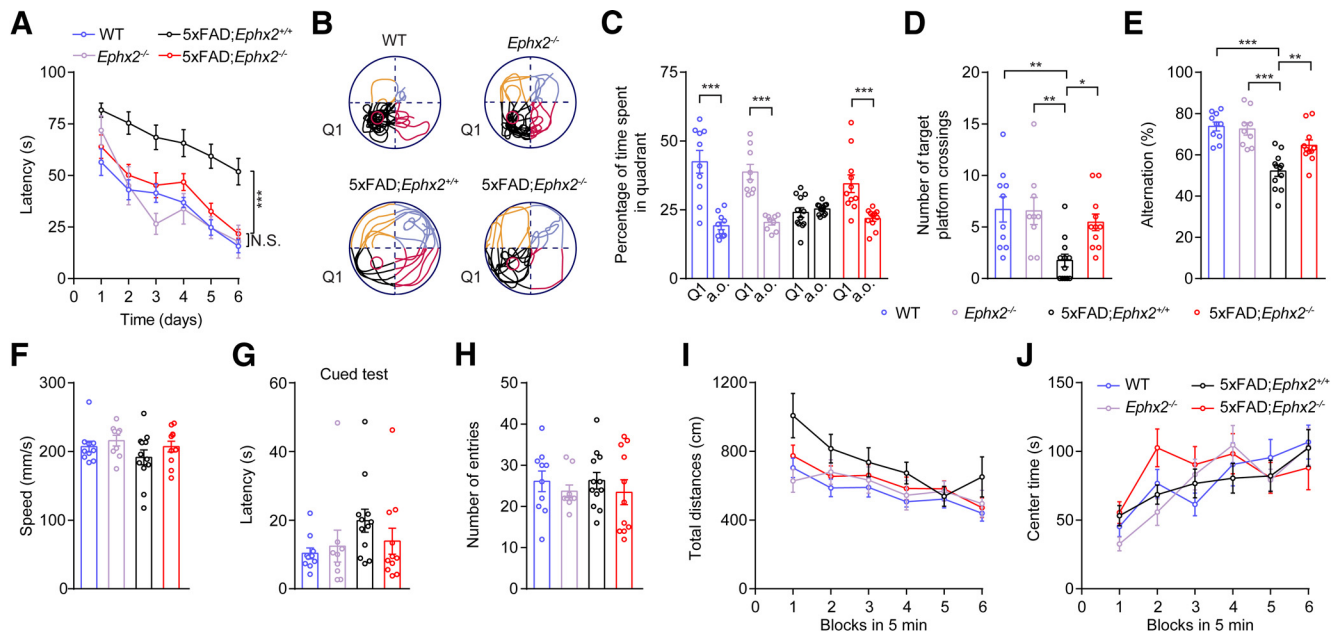 A
WT
5xFAD;Ephx2+/+
Ephx2-/-
5xFAD;Ephx2-/-
Latency (s)
100
75
50
25
0
***
N.S.
0 1 2 3 4 5 6
Time (days)
B
WT
Ephx2-/-
Q1
Q1
5xFAD;Ephx2+/+
5xFAD;Ephx2-/-
Q1
Q1
C
Percentage of time spent
in quadrant
75
50
25
0
***
***
***
Q1 a.o. Q1 a.o. Q1 a.o. Q1 a.o.
D
Number of target
platform crossings
20
15
10
5
0
**
**
*
E
Alternation (%)
100
80
60
40
20
0
***
***
**
WT
Ephx2-/-
5xFAD;Ephx2+/+
5xFAD;Ephx2-/-
F
Speed (mm/s)
300
200
100
0
G
Cued test
Latency (s)
60
40
20
0
H
Number of entries
50
40
30
20
10
0
I
Total distances (cm)
1200
800
400
0
0 1 2 3 4 5 6
Blocks in 5 min
J
WT
5xFAD;Ephx2+/+
Ephx2-/-
5xFAD;Ephx2-/-
Center time (s)
150
100
50
0
0 1 2 3 4 5 6
Blocks in 5 min